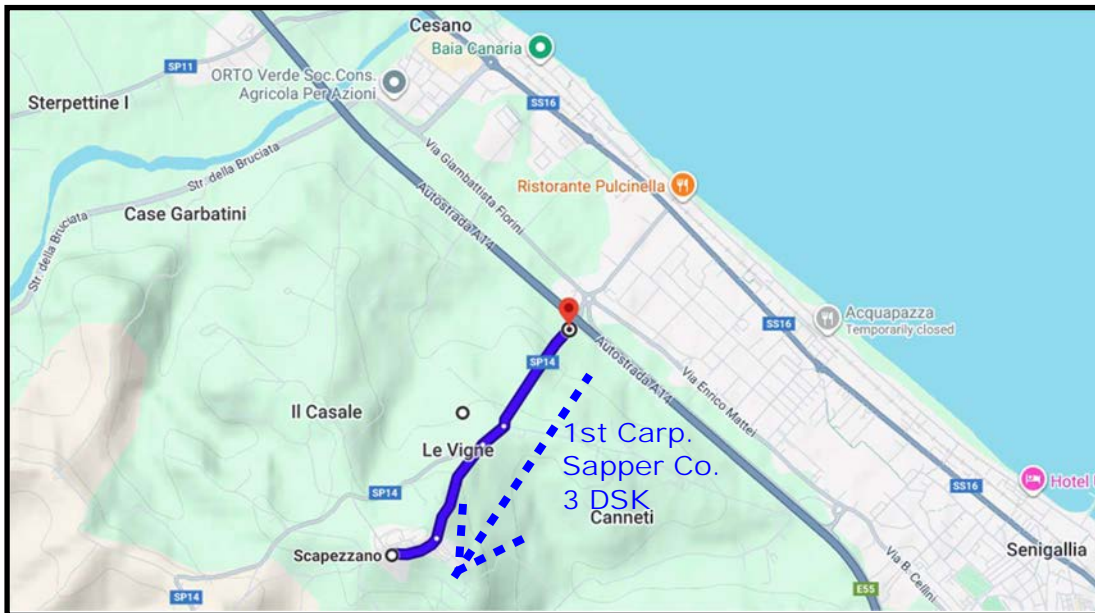 Cesano
Baia Canaria
SP11
ORTO Verde Soc.Cons.
Agricola Per Azioni
Sterpettine I
SS16
Via Giambattista Fiorini
Str. della Bruciata
Ristorante Pulcinella
Autostrada A14
Case Garbatini
Str. della Bruciata
Acquapazza
Temporarily closed
SS16
SP14
Autostrada A14
Via Enrico Mattei
Il Casale
Le Vigne
1st Carp.
Sapper Co.
3 DSK
Canneti
SP14
SS16
Hotel
Scapezzano
Senigallia
Via B. Cellini
E55
SP14